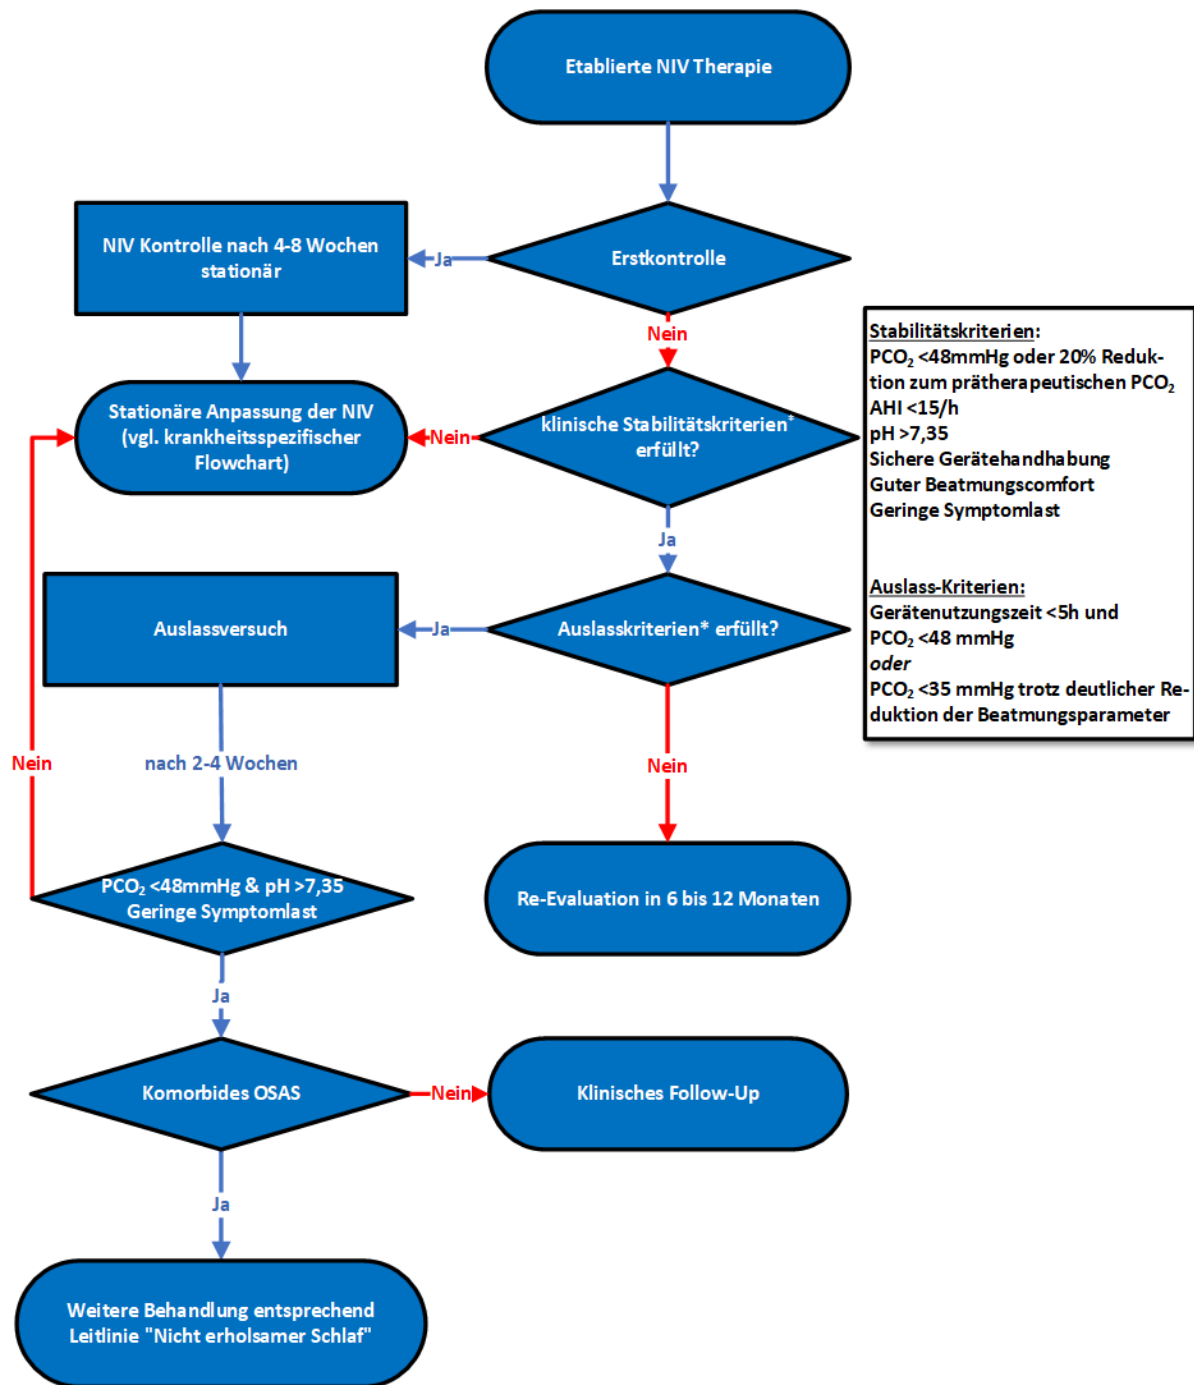 Etablierte NIV Therapie
NIV Kontrolle nach 4-8 Wochen
stationär
Ja
Erstkontrolle
Nein
Stationäre Anpassung der NIV
(vgl. krankheitsspezifischer
Flowchart)
Nein
klinische Stabilitätskriterien*
erfüllt?
Stabilitätskriterien:
PCO₂ <48mmHg oder 20% Reduk-
tion zum prätherapeutischen PCO₂
AHI <15/h
pH >7,35
Sichere Gerätehandhabung
Guter Beatmungscomfort
Geringe Symptomlast
Auslass-Kriterien:
Gerätenutzungszeit <5h und
PCO₂ <48 mmHg
oder
PCO₂ <35 mmHg trotz deutlicher Re-
duktion der Beatmungsparameter
Ja
Auslassversuch
Ja
Auslasskriterien* erfüllt?
Nein
nach 2-4 Wochen
Nein
PCO₂ <48mmHg & pH >7,35
Geringe Symptomlast
Re-Evaluation in 6 bis 12 Monaten
Ja
Komorbides OSAS
Nein
Klinisches Follow-Up
Ja
Weitere Behandlung entsprechend
Leitlinie "Nicht erholsamer Schlaf"